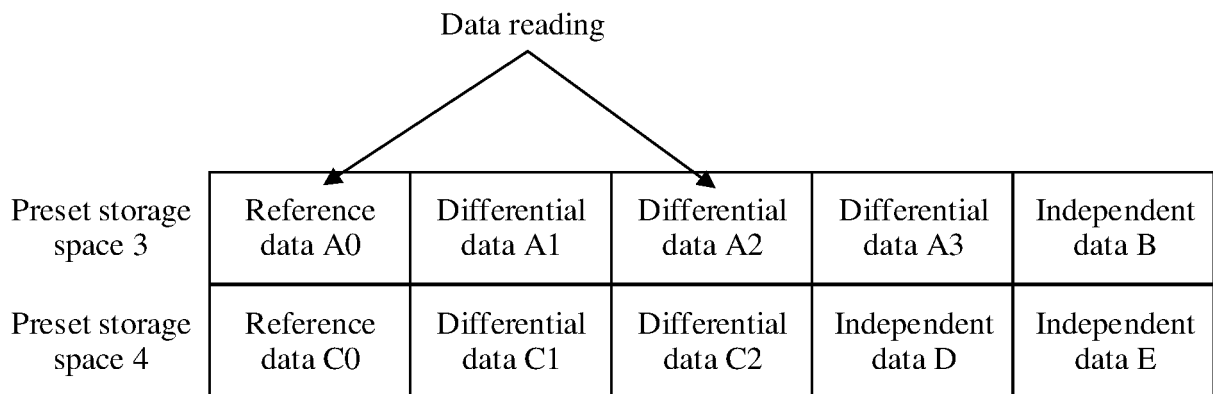 Data reading
Preset storage space 3
Reference data A0
Differential data A1
Differential data A2
Differential data A3
Independent data B
Preset storage space 4
Reference data C0
Differential data C1
Differential data C2
Independent data D
Independent data E